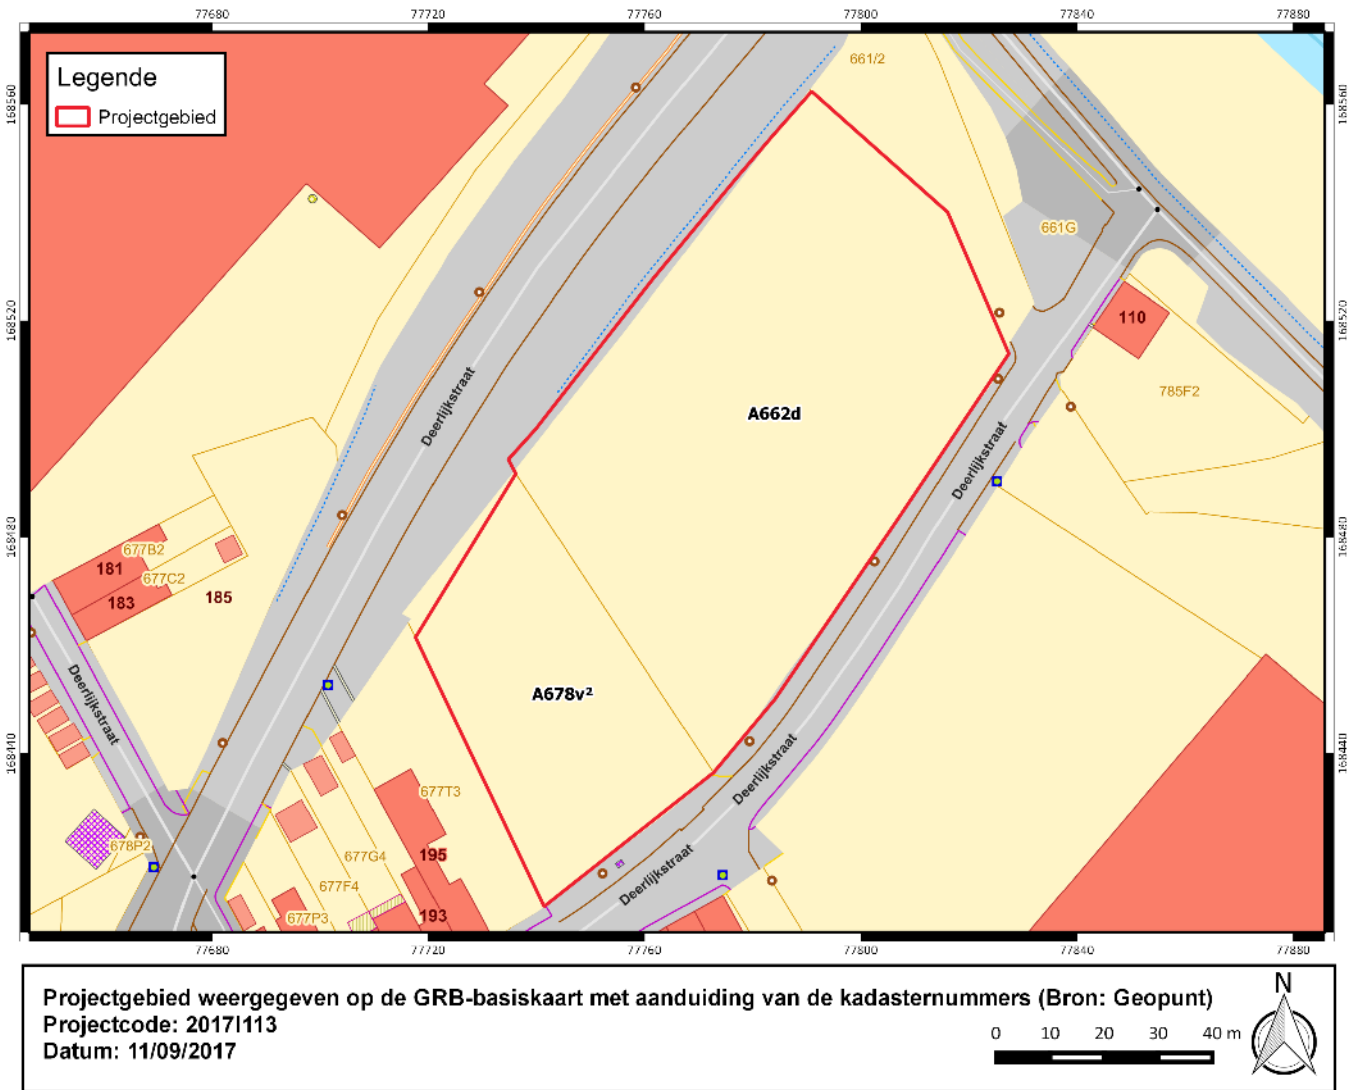 77680 77720 77760 77800 77840 77880
Legende
Projectgebied
661/2
168560
168560
661G
168520
110
168520
Deerlijkstraat
785F2
A662d
Deerlijkstraat
168480
168480
677B2
181
677C2
183
185
Deerlijkstraat
A678v²
168440
Deerlijkstraat
168440
677T3
678P2
677G4
195
Deerlijkstraat
677F4
677P3
193
77680 77720 77760 77800 77840 77880
Projectgebied weergegeven op de GRB-basiskaart met aanduiding van de kadasternummers (Bron: Geopunt)
Projectcode: 2017I113
Datum: 11/09/2017
0 10 20 30 40 m
N